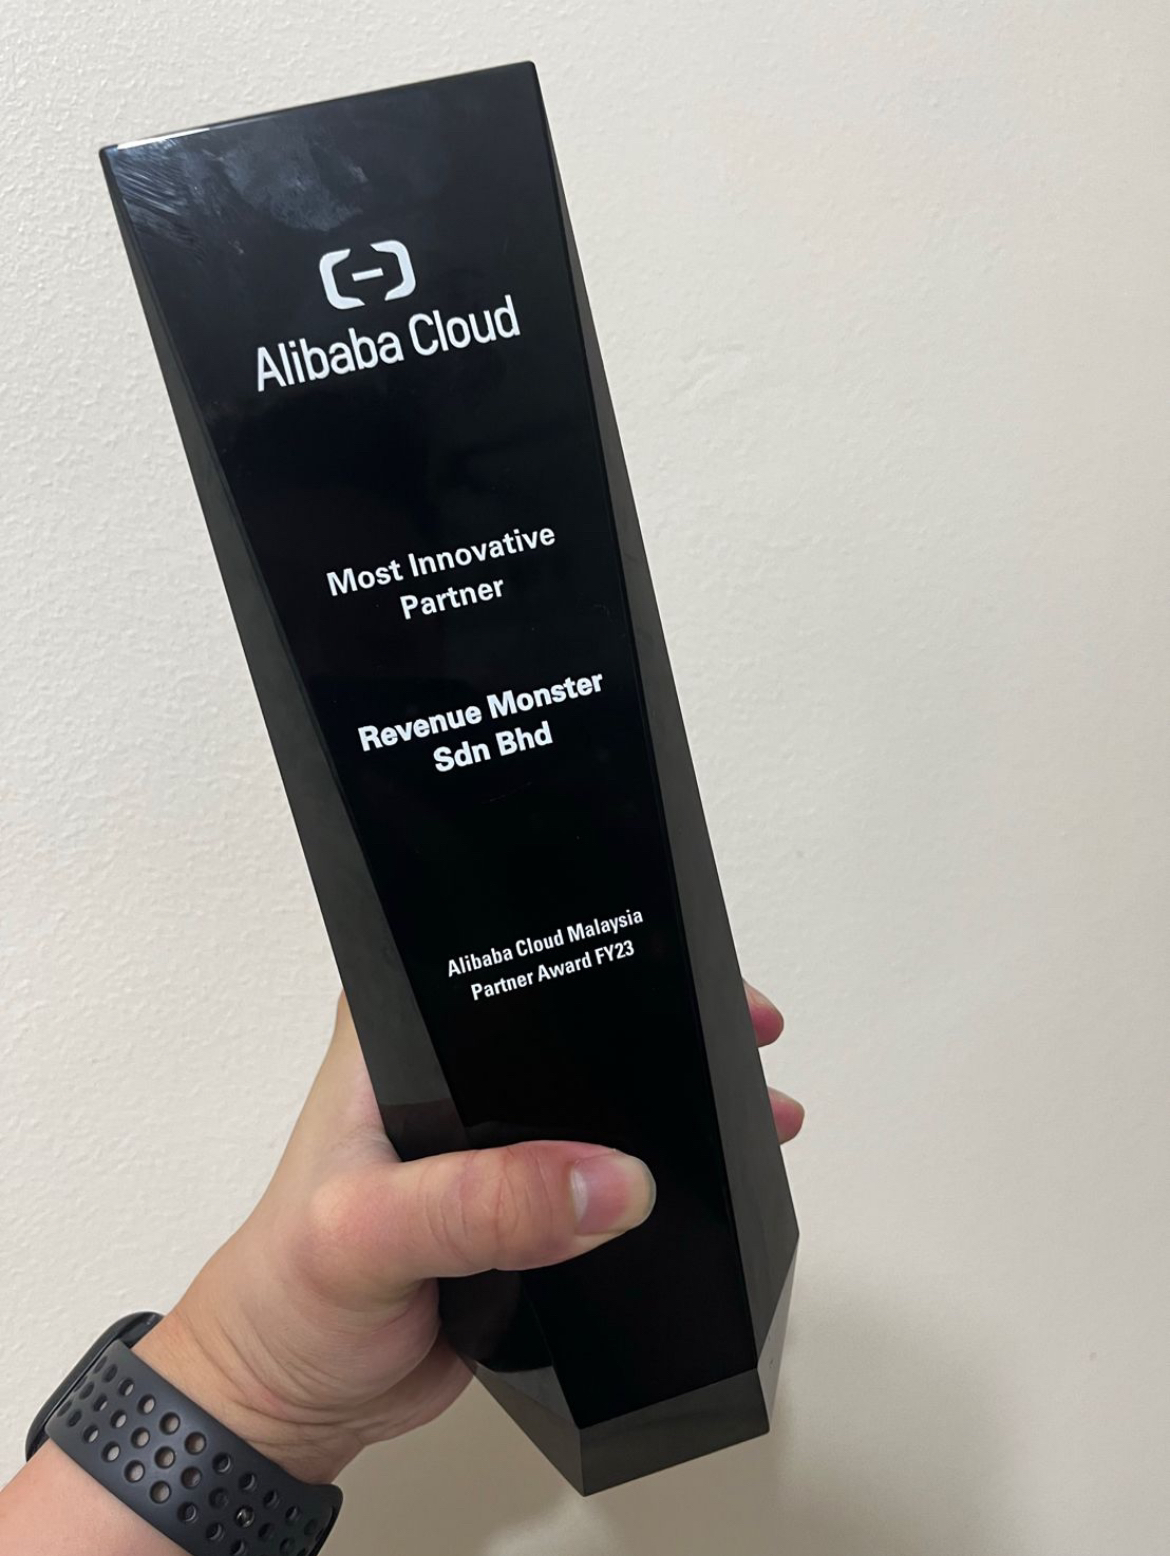 Alibaba Cloud
Most Innovative
Partner
Revenue Monster
Sdn Bhd
Alibaba Cloud Malaysia
Partner Award FY23